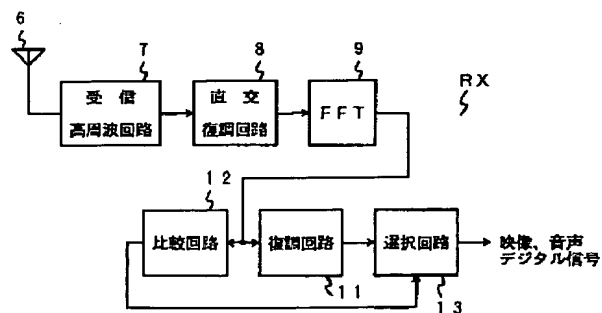 6
7
8
9
RX
受信
高周波回路
直交
復調回路
FFT
12
比較回路
復調回路
選択回路
映像、音声
デジタル信号
11
13